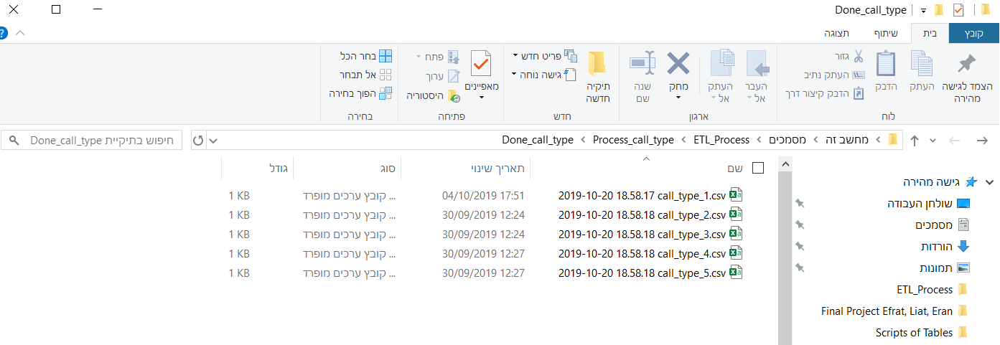 Done_call_type
קובץ
בית
שיתוף
תצוגה
הצמד לגישה מהירה
העתק
הדבק
גזור
העתק נתיב
הדבק קיצור דרך
לוח
העבר אל
העתק אל
מחק
שנה שם
ארגון
תיקיה חדשה
פריט חדש
גישה נוחה
חדש
מאפיינים
פתח
ערוך
היסטוריה
פתיחה
בחר הכל
אל תבחר
הפוך בחירה
בחירה
מחשב זה > מסמכים > ETL_Process > Process_call_type > Done_call_type
חיפוש בתיקיית Done_call_type
שם תאריך שינוי סוג גודל
2019-10-20 18.58.17 call_type_1.csv 04/10/2019 17:51 קובץ ערכים מופרד ... 1 KB
2019-10-20 18.58.18 call_type_2.csv 30/09/2019 12:24 קובץ ערכים מופרד ... 1 KB
2019-10-20 18.58.18 call_type_3.csv 30/09/2019 12:24 קובץ ערכים מופרד ... 1 KB
2019-10-20 18.58.18 call_type_4.csv 30/09/2019 12:27 קובץ ערכים מופרד ... 1 KB
2019-10-20 18.58.18 call_type_5.csv 30/09/2019 12:27 קובץ ערכים מופרד ... 1 KB
גישה מהירה
שולחן העבודה
מסמכים
הורדות
תמונות
ETL_Process
Final Project Efrat, Liat, Eran
Scripts of Tables